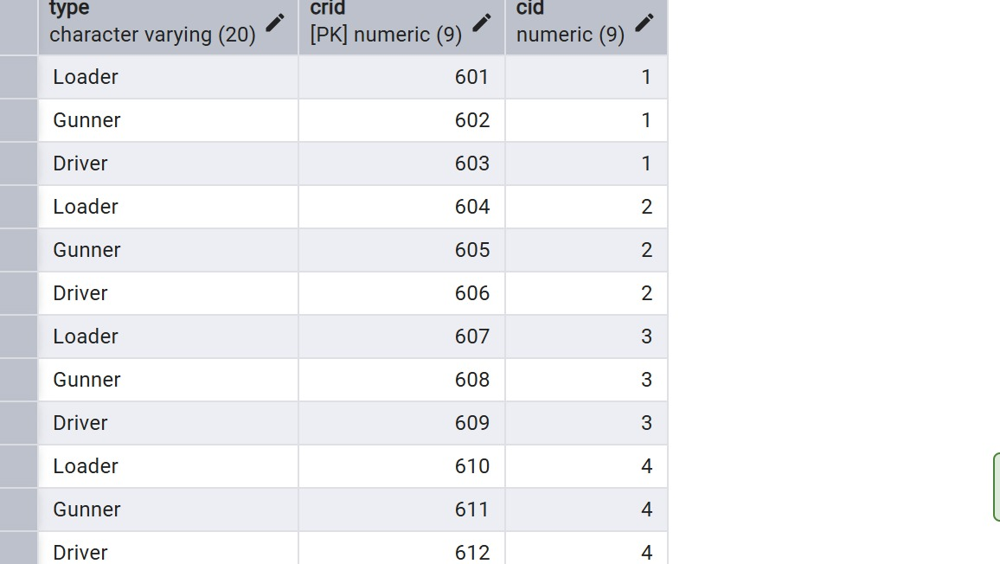 type crid cid
character varying (20) [PK] numeric (9) numeric (9)
Loader 601 1
Gunner 602 1
Driver 603 1
Loader 604 2
Gunner 605 2
Driver 606 2
Loader 607 3
Gunner 608 3
Driver 609 3
Loader 610 4
Gunner 611 4
Driver 612 4